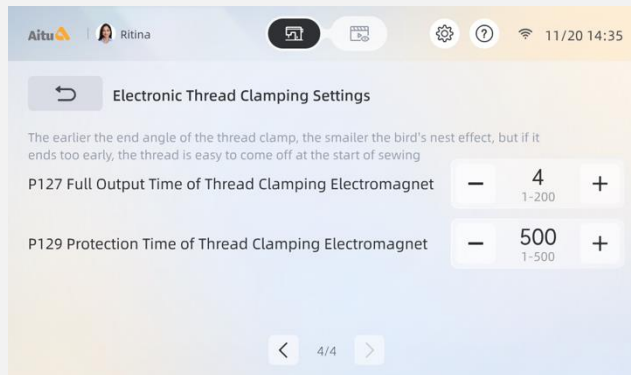 Aitu Ritina 11/20 14:35
Electronic Thread Clamping Settings
The earlier the end angle of the thread clamp, the smailer the bird's nest effect, but if it
ends too early, the thread is easy to come off at the start of sewing
P127 Full Output Time of Thread Clamping Electromagnet − 4 +
1-200
P129 Protection Time of Thread Clamping Electromagnet − 500 +
1-500
< 4/4 >